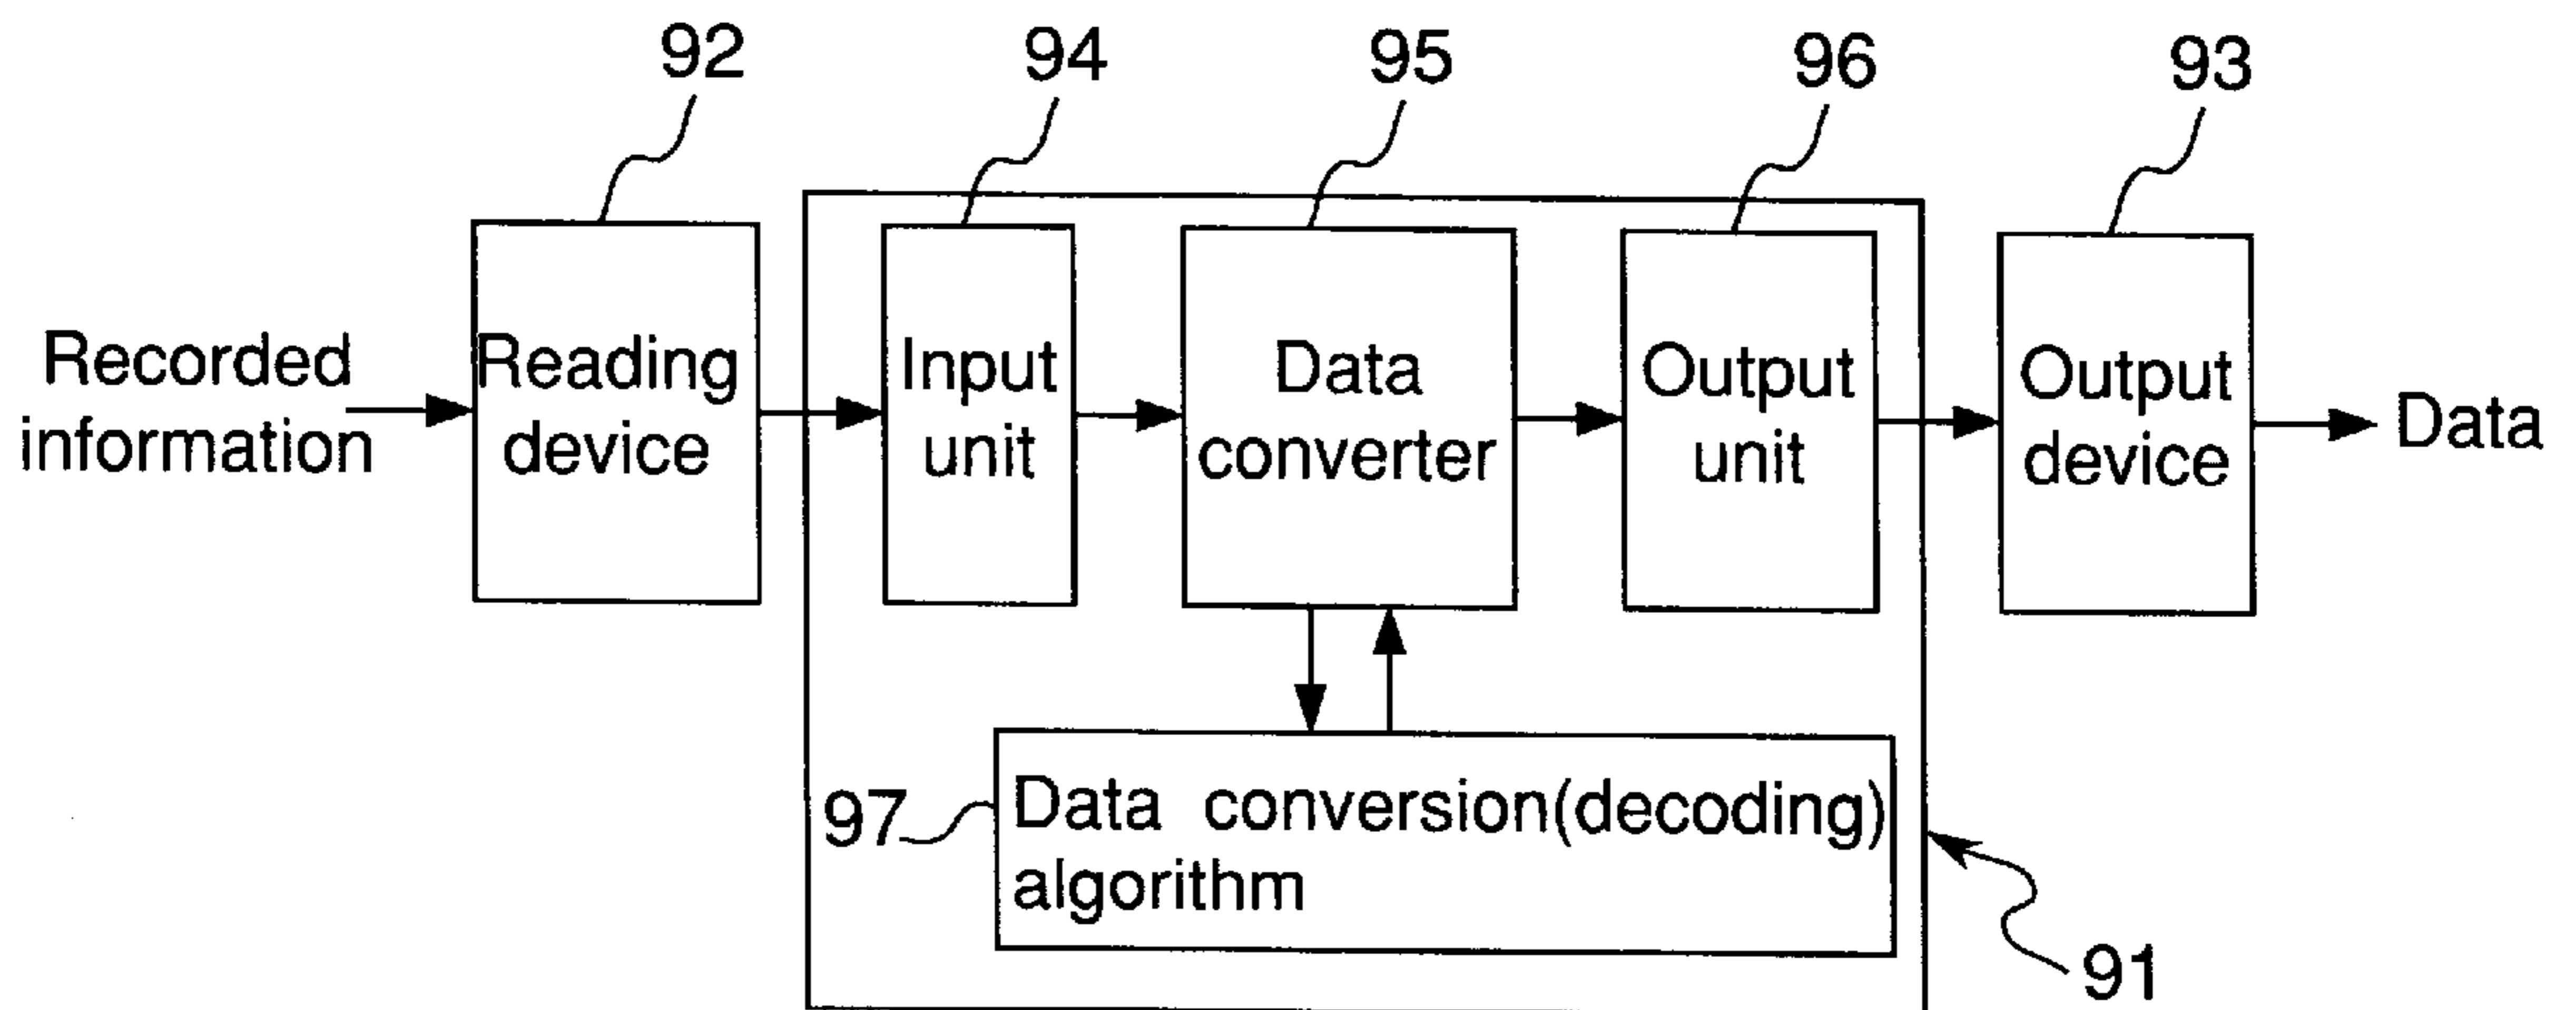 92
94
95
96
93
Recorded
information
Reading
device
Input
unit
Data
converter
Output
unit
Output
device
Data
97
Data conversion(decoding)
algorithm
91